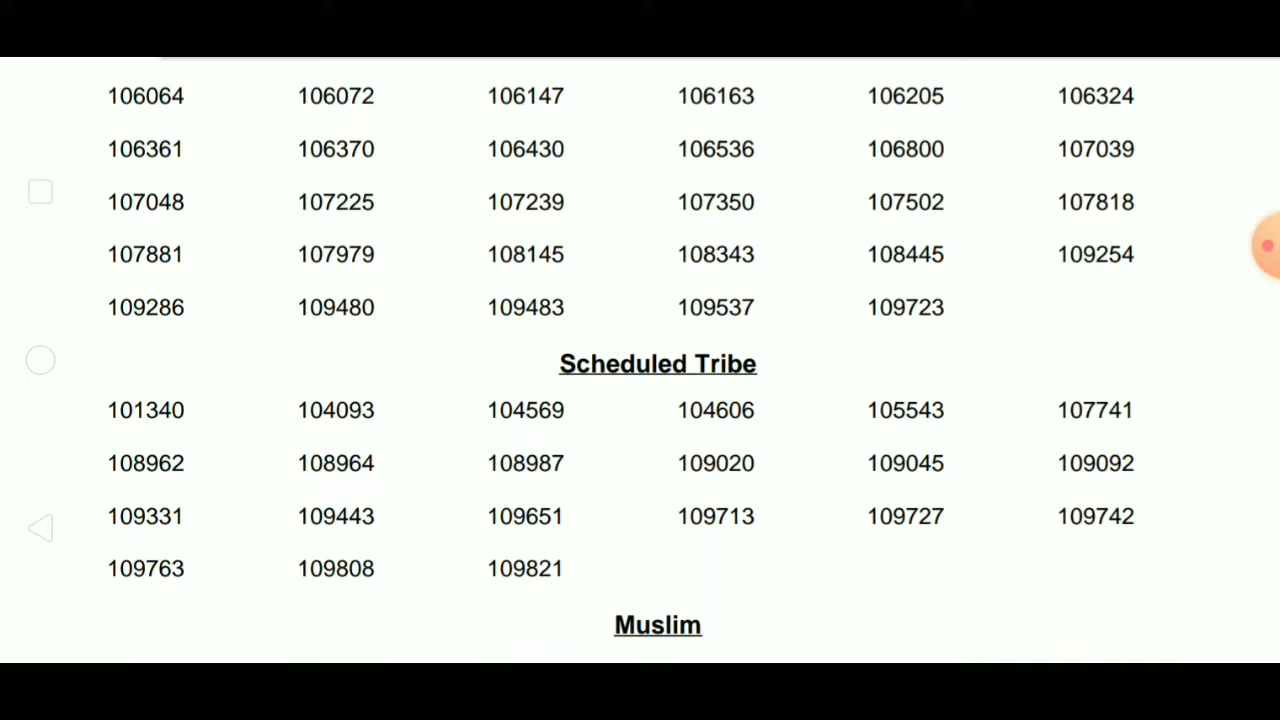 106064 106072 106147 106163 106205 106324
106361 106370 106430 106536 106800 107039
107048 107225 107239 107350 107502 107818
107881 107979 108145 108343 108445 109254
109286 109480 109483 109537 109723
Scheduled Tribe
101340 104093 104569 104606 105543 107741
108962 108964 108987 109020 109045 109092
109331 109443 109651 109713 109727 109742
109763 109808 109821
Muslim